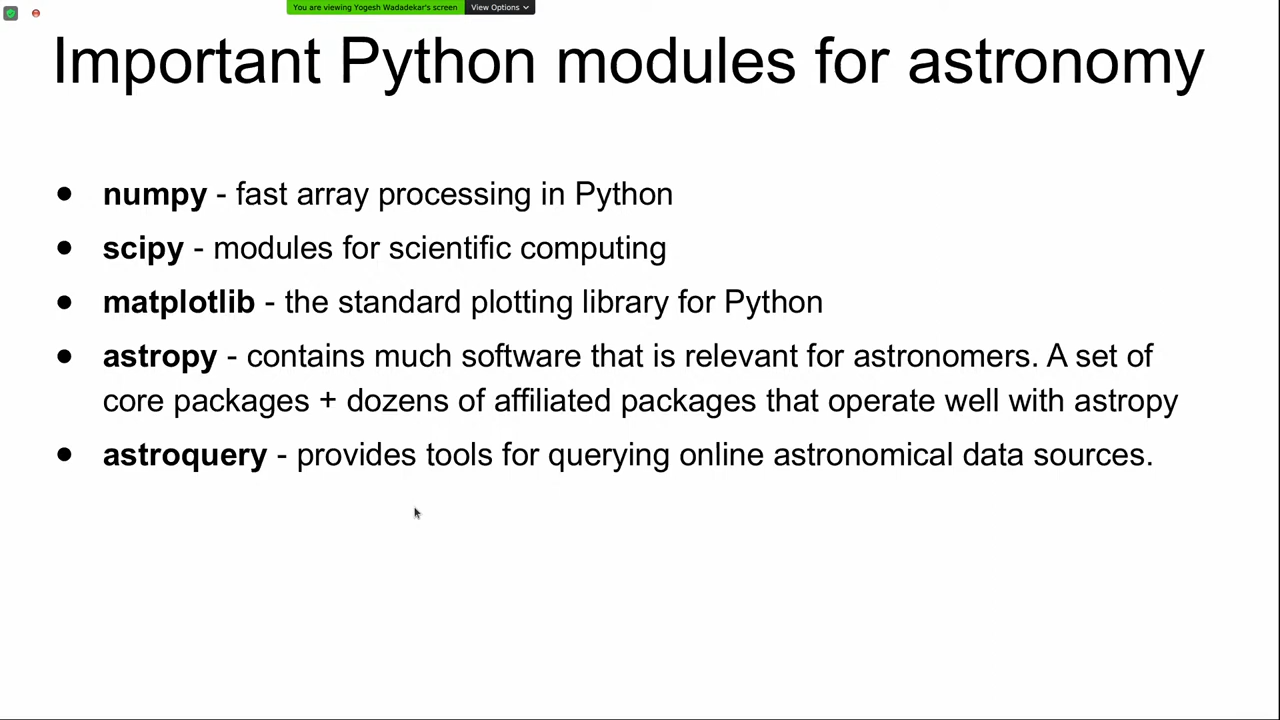 You are viewing Yogesh Wadadekar's screen
View Options
Important Python modules for astronomy
● numpy - fast array processing in Python
● scipy - modules for scientific computing
● matplotlib - the standard plotting library for Python
● astropy - contains much software that is relevant for astronomers. A set of
core packages + dozens of affiliated packages that operate well with astropy
● astroquery - provides tools for querying online astronomical data sources.